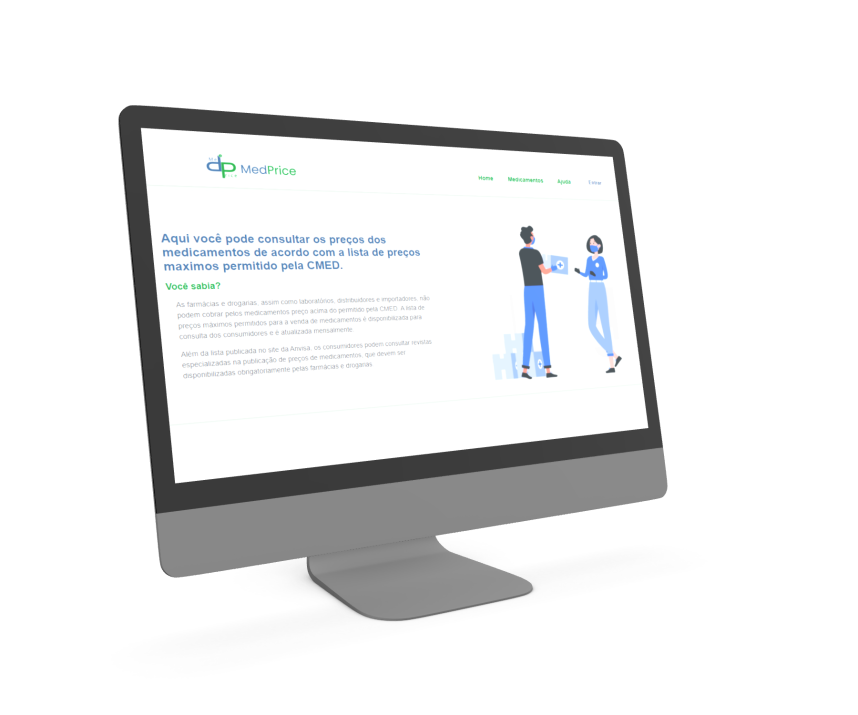 MedPrice
Home Medicamentos Ajuda Entrar
Aqui você pode consultar os preços dos
medicamentos de acordo com a lista de preços
maximos permitido pela CMED.
Você sabia?
As farmácias e drogarias, assim como laboratórios, distribuidores e importadores, não
podem cobrar pelos medicamentos preço acima do permitido pela CMED. A lista de
preços máximos permitidos para a venda de medicamentos é disponibilizada para
consulta dos consumidores e é atualizada mensalmente.
Além da lista publicada no site da Anvisa, os consumidores podem consultar revistas
especializadas na publicação de preços de medicamentos, que devem ser
disponibilizadas obrigatoriamente pelas farmácias e drogarias.